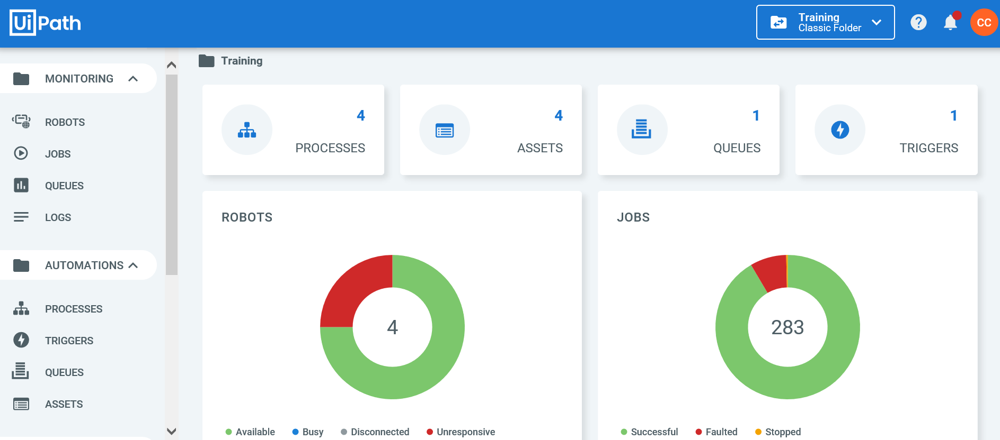 UiPath
Training
Classic Folder
?
CC
MONITORING
ROBOTS
JOBS
QUEUES
LOGS
AUTOMATIONS
PROCESSES
TRIGGERS
QUEUES
ASSETS
Training
4
PROCESSES
4
ASSETS
1
QUEUES
1
TRIGGERS
ROBOTS
4
Available Busy Disconnected Unresponsive
JOBS
283
Successful Faulted Stopped